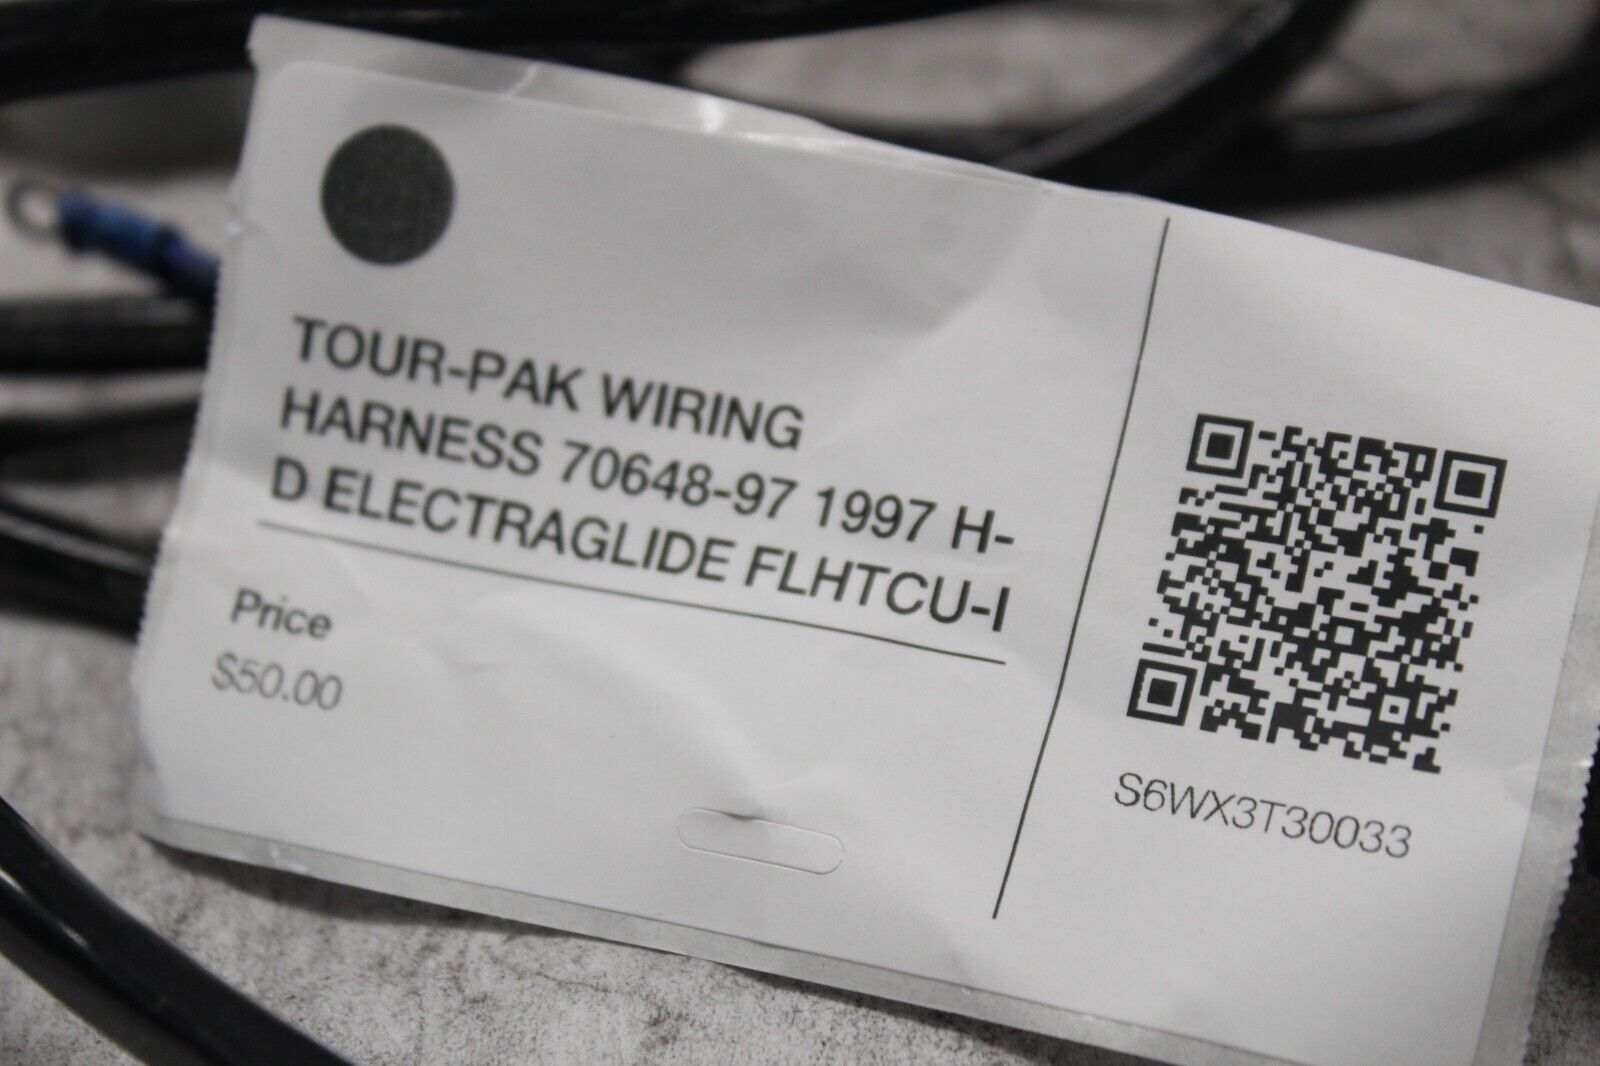 TOUR-PAK WIRING
HARNESS 70648-97 1997 H-
D ELECTRAGLIDE FLHTCU-I
Price
$50.00
S6WX3T30033